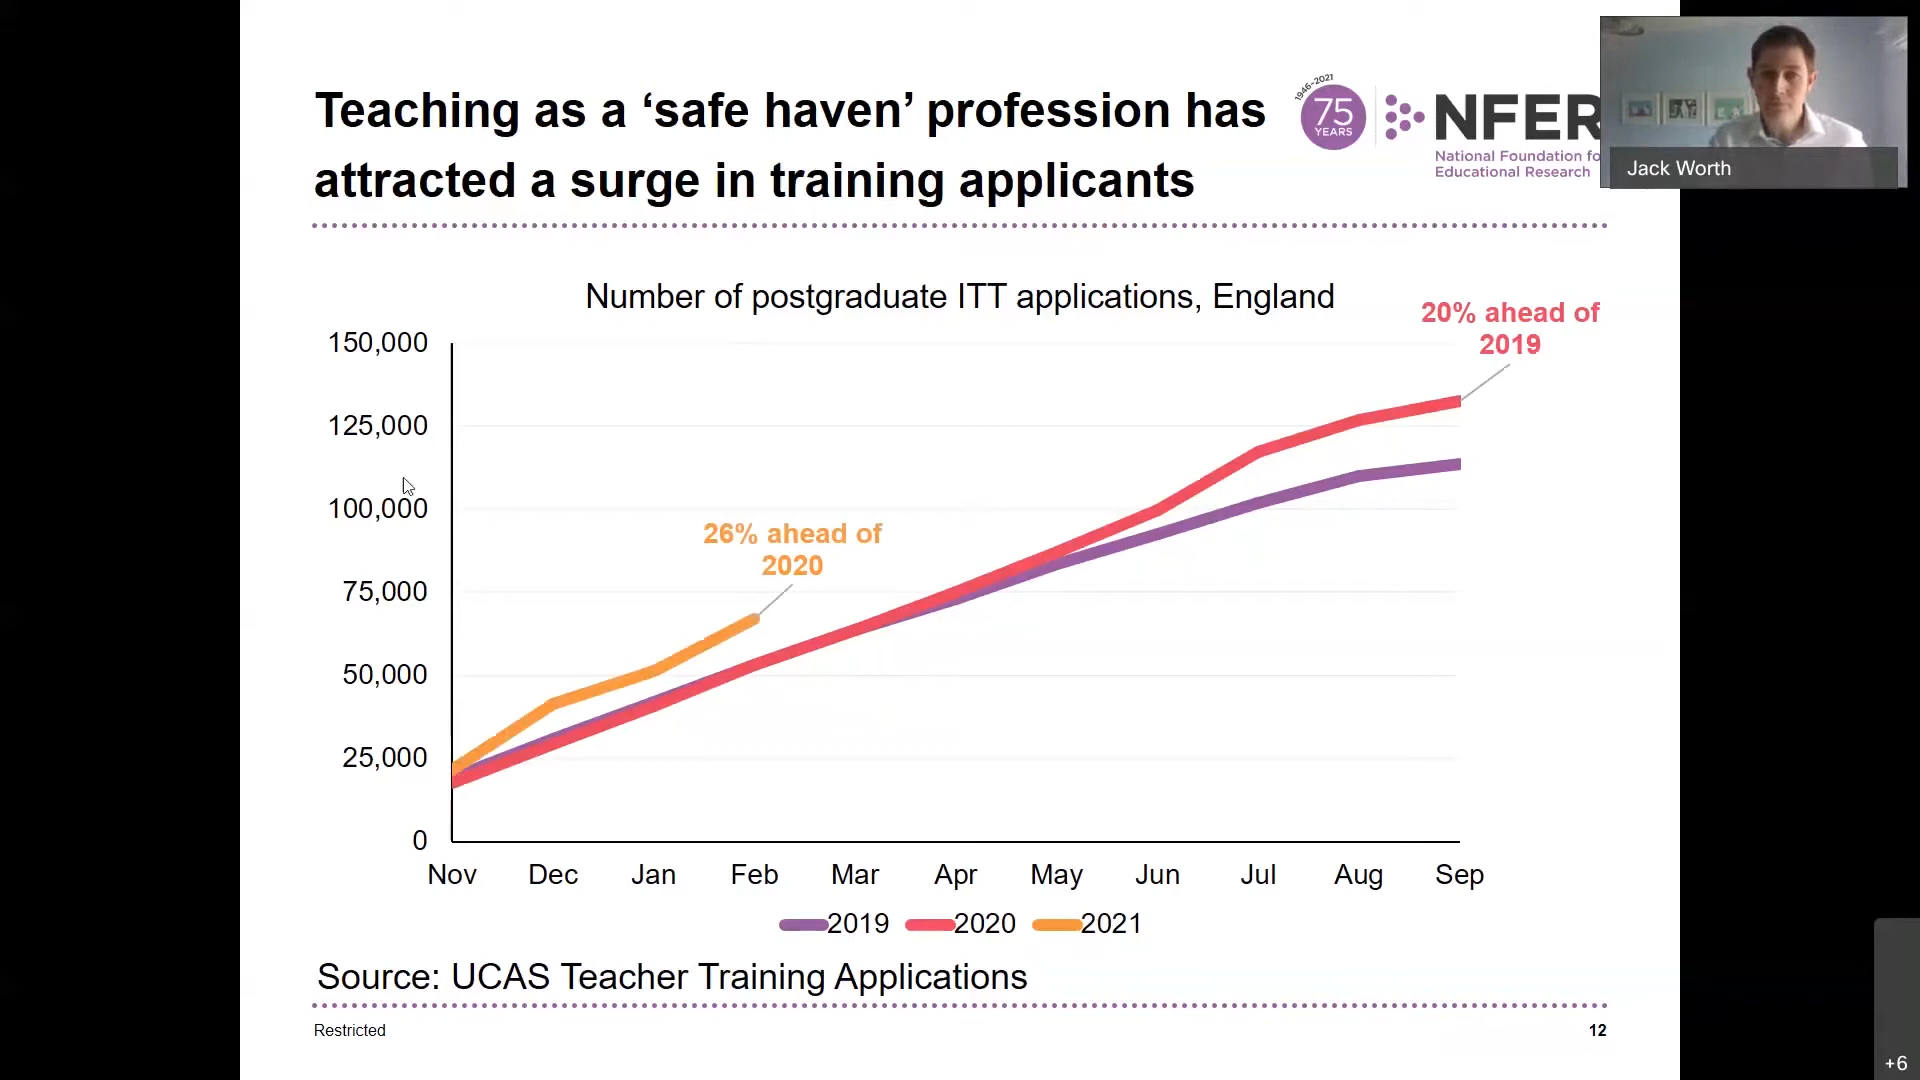 Teaching as a ‘safe haven’ profession has
attracted a surge in training applicants
1946-2021
75
YEARS
NFER
National Foundation fo
Educational Research
Jack Worth
Number of postgraduate ITT applications, England
20% ahead of
2019
26% ahead of
2020
150,000
125,000
100,000
75,000
50,000
25,000
0
Nov Dec Jan Feb Mar Apr May Jun Jul Aug Sep
2019 2020 2021
Source: UCAS Teacher Training Applications
Restricted
12
+6